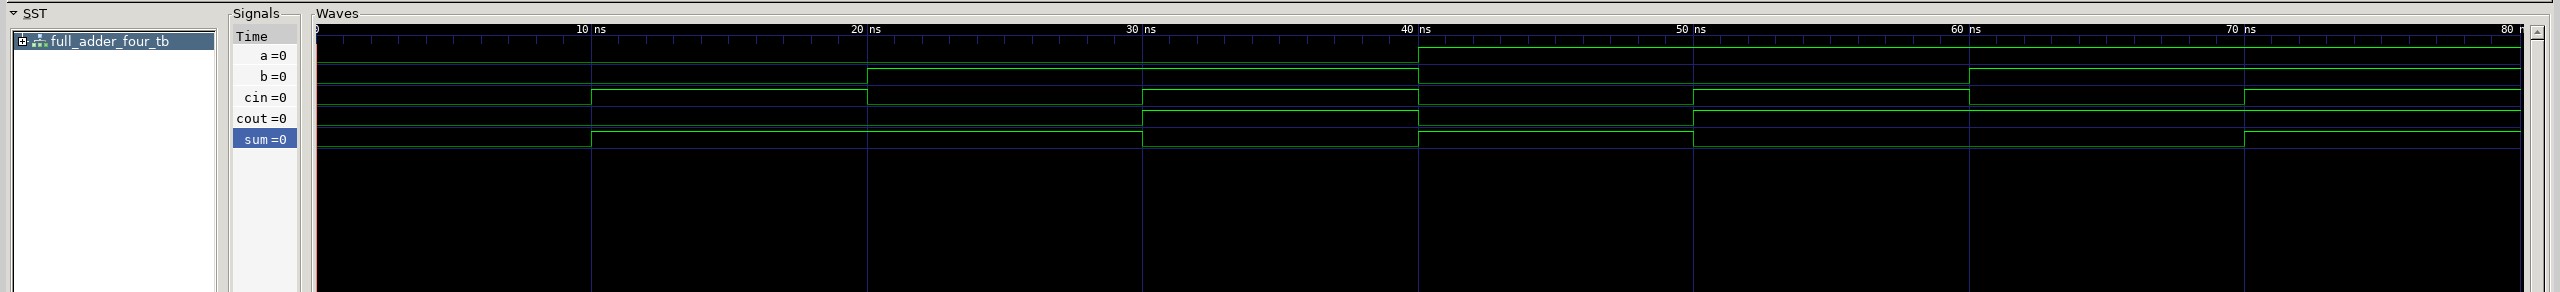 SST
full_adder_four_tb
Signals
Time
a=0
b=0
cin=0
cout=0
sum=0
Waves
0 10 ns 20 ns 30 ns 40 ns 50 ns 60 ns 70 ns 80 n